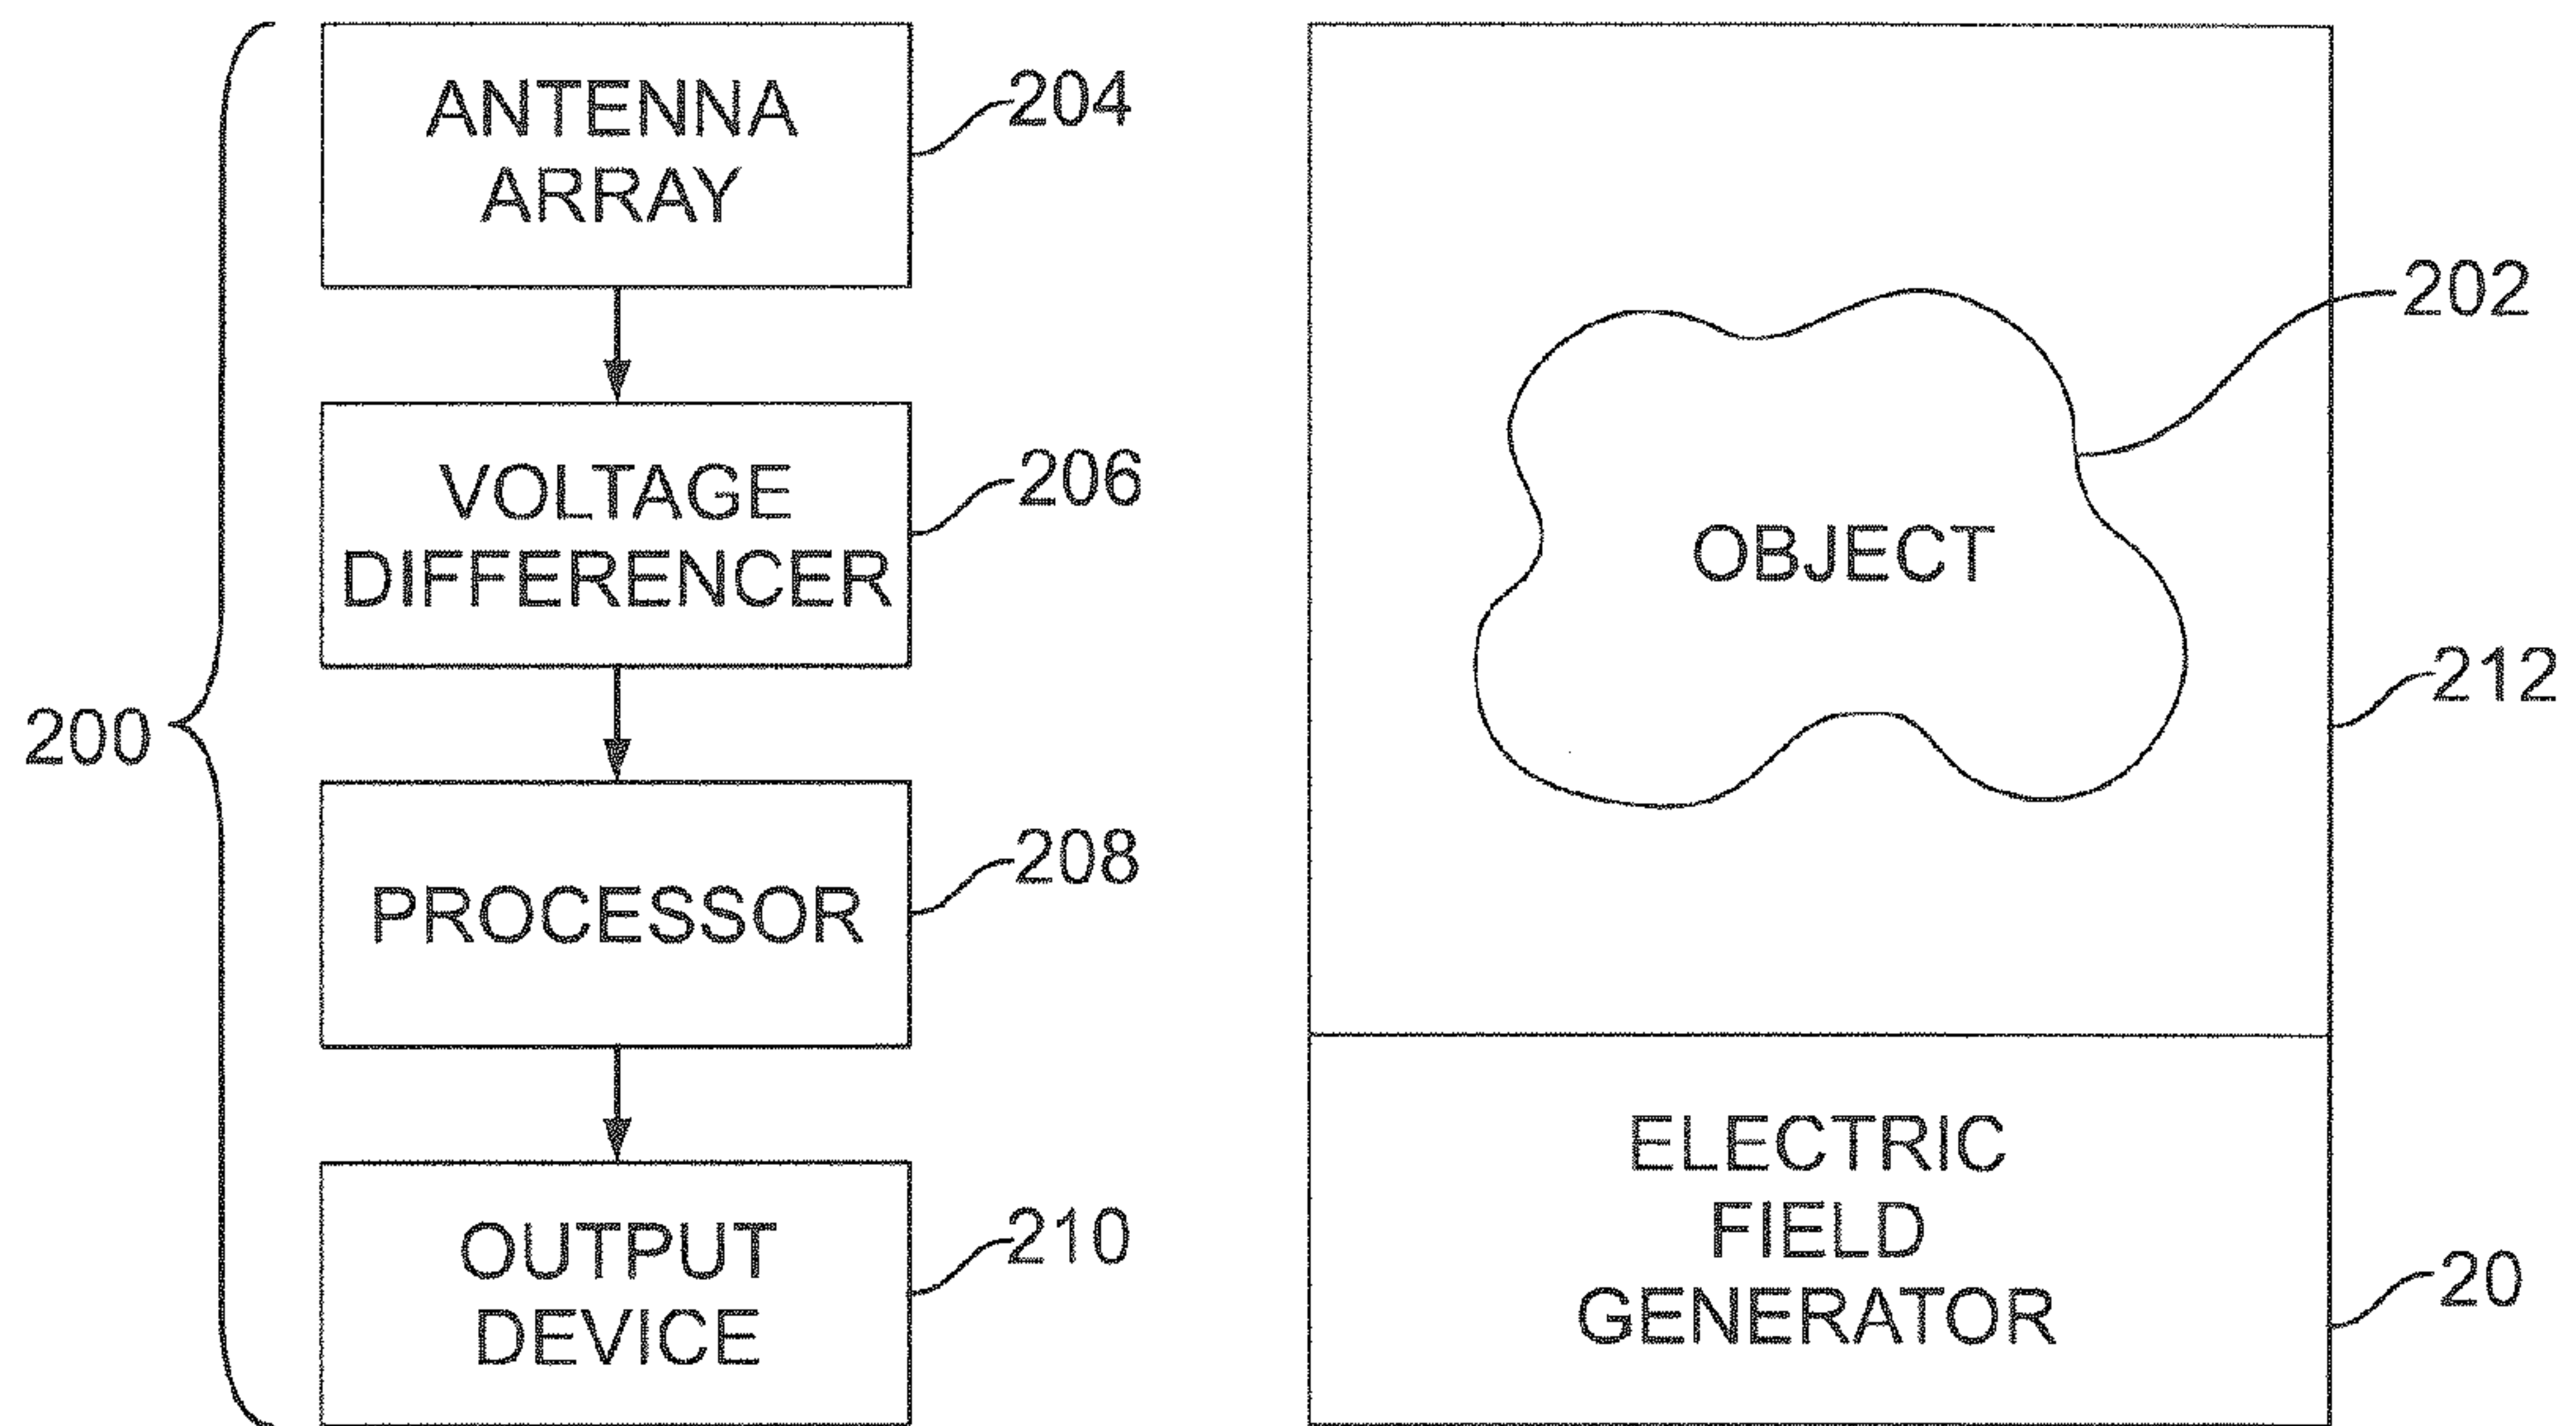 200
ANTENNA
ARRAY
204
VOLTAGE
DIFFERENCER
206
PROCESSOR
208
OUTPUT
DEVICE
210
OBJECT
202
212
ELECTRIC
FIELD
GENERATOR
20